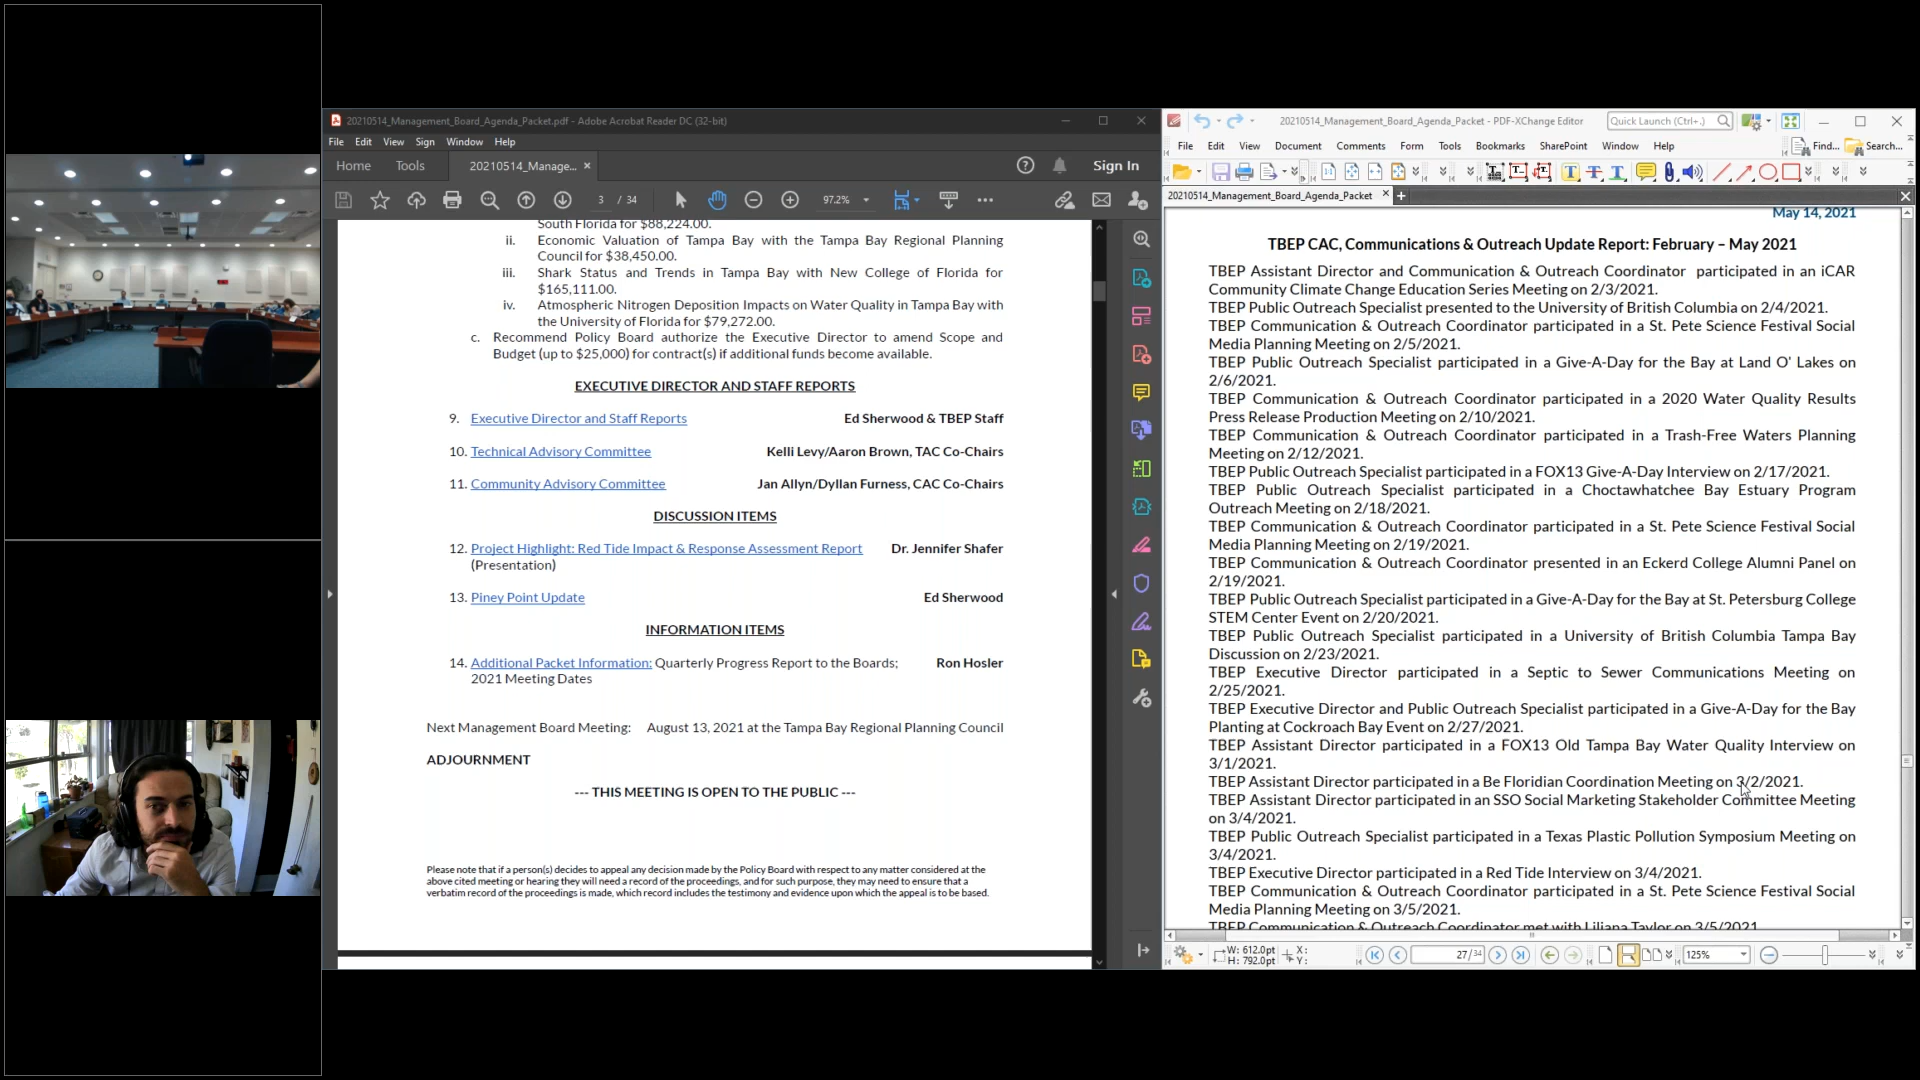 20210514_Management_Board_Agenda_Packet.pdf - Adobe Acrobat Reader DC (32-bit)
File Edit View Sign Window Help
Home Tools 20210514_Manage... × Sign In
3 / 34 97.2%
South Florida for $88,224.00.
ii. Economic Valuation of Tampa Bay with the Tampa Bay Regional Planning
Council for $38,450.00.
iii. Shark Status and Trends in Tampa Bay with New College of Florida for
$165,111.00.
iv. Atmospheric Nitrogen Deposition Impacts on Water Quality in Tampa Bay with
the University of Florida for $79,272.00.
c. Recommend Policy Board authorize the Executive Director to amend Scope and
Budget (up to $25,000) for contract(s) if additional funds become available.
EXECUTIVE DIRECTOR AND STAFF REPORTS
9. Executive Director and Staff Reports Ed Sherwood & TBEP Staff
10. Technical Advisory Committee Kelli Levy/Aaron Brown, TAC Co-Chairs
11. Community Advisory Committee Jan Allyn/Dyllan Furness, CAC Co-Chairs
DISCUSSION ITEMS
12. Project Highlight: Red Tide Impact & Response Assessment Report Dr. Jennifer Shafer
(Presentation)
13. Piney Point Update Ed Sherwood
INFORMATION ITEMS
14. Additional Packet Information: Quarterly Progress Report to the Boards; Ron Hosler
2021 Meeting Dates
Next Management Board Meeting: August 13, 2021 at the Tampa Bay Regional Planning Council
ADJOURNMENT
--- THIS MEETING IS OPEN TO THE PUBLIC ---
Please note that if a person(s) decides to appeal any decision made by the Policy Board with respect to any matter considered at the
above cited meeting or hearing they will need a record of the proceedings, and for such purpose, they may need to ensure that a
verbatim record of the proceedings is made, which record includes the testimony and evidence upon which the appeal is to be based.
20210514_Management_Board_Agenda_Packet - PDF-XChange Editor Quick Launch (Ctrl+.)
File Edit View Document Comments Form Tools Bookmarks SharePoint Window Help Find... Search...
20210514_Management_Board_Agenda_Packet
May 14, 2021
TBEP CAC, Communications & Outreach Update Report: February – May 2021
TBEP Assistant Director and Communication & Outreach Coordinator participated in an iCAR
Community Climate Change Education Series Meeting on 2/3/2021.
TBEP Public Outreach Specialist presented to the University of British Columbia on 2/4/2021.
TBEP Communication & Outreach Coordinator participated in a St. Pete Science Festival Social
Media Planning Meeting on 2/5/2021.
TBEP Public Outreach Specialist participated in a Give-A-Day for the Bay at Land O' Lakes on
2/6/2021.
TBEP Communication & Outreach Coordinator participated in a 2020 Water Quality Results
Press Release Production Meeting on 2/10/2021.
TBEP Communication & Outreach Coordinator participated in a Trash-Free Waters Planning
Meeting on 2/12/2021.
TBEP Public Outreach Specialist participated in a FOX13 Give-A-Day Interview on 2/17/2021.
TBEP Public Outreach Specialist participated in a Choctawhatchee Bay Estuary Program
Outreach Meeting on 2/18/2021.
TBEP Communication & Outreach Coordinator participated in a St. Pete Science Festival Social
Media Planning Meeting on 2/19/2021.
TBEP Communication & Outreach Coordinator presented in an Eckerd College Alumni Panel on
2/19/2021.
TBEP Public Outreach Specialist participated in a Give-A-Day for the Bay at St. Petersburg College
STEM Center Event on 2/20/2021.
TBEP Public Outreach Specialist participated in a University of British Columbia Tampa Bay
Discussion on 2/23/2021.
TBEP Executive Director participated in a Septic to Sewer Communications Meeting on
2/25/2021.
TBEP Executive Director and Public Outreach Specialist participated in a Give-A-Day for the Bay
Planting at Cockroach Bay Event on 2/27/2021.
TBEP Assistant Director participated in a FOX13 Old Tampa Bay Water Quality Interview on
3/1/2021.
TBEP Assistant Director participated in a Be Floridian Coordination Meeting on 3/2/2021.
TBEP Assistant Director participated in an SSO Social Marketing Stakeholder Committee Meeting
on 3/4/2021.
TBEP Public Outreach Specialist participated in a Texas Plastic Pollution Symposium Meeting on
3/4/2021.
TBEP Executive Director participated in a Red Tide Interview on 3/4/2021.
TBEP Communication & Outreach Coordinator participated in a St. Pete Science Festival Social
Media Planning Meeting on 3/5/2021.
TBEP Communication & Outreach Coordinator met with Liliana Taylor on 3/5/2021.
W: 612.0pt X:
H: 792.0pt Y:
27/34 125%